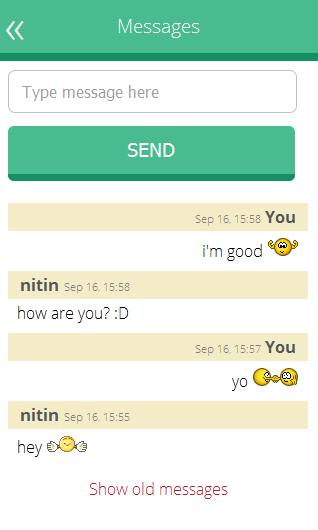 « Messages
Type message here
SEND
Sep 16, 15:58 You
i'm good
nitin Sep 16, 15:58
how are you? :D
Sep 16, 15:57 You
yo
nitin Sep 16, 15:55
hey
Show old messages